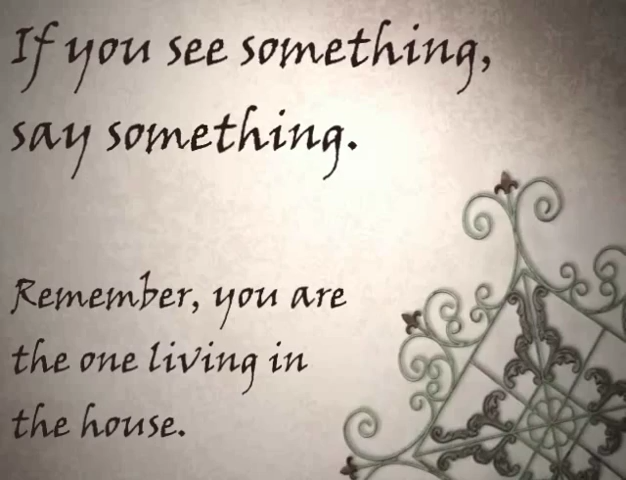 If you see something,
say something.
Remember, you are
the one living in
the house.